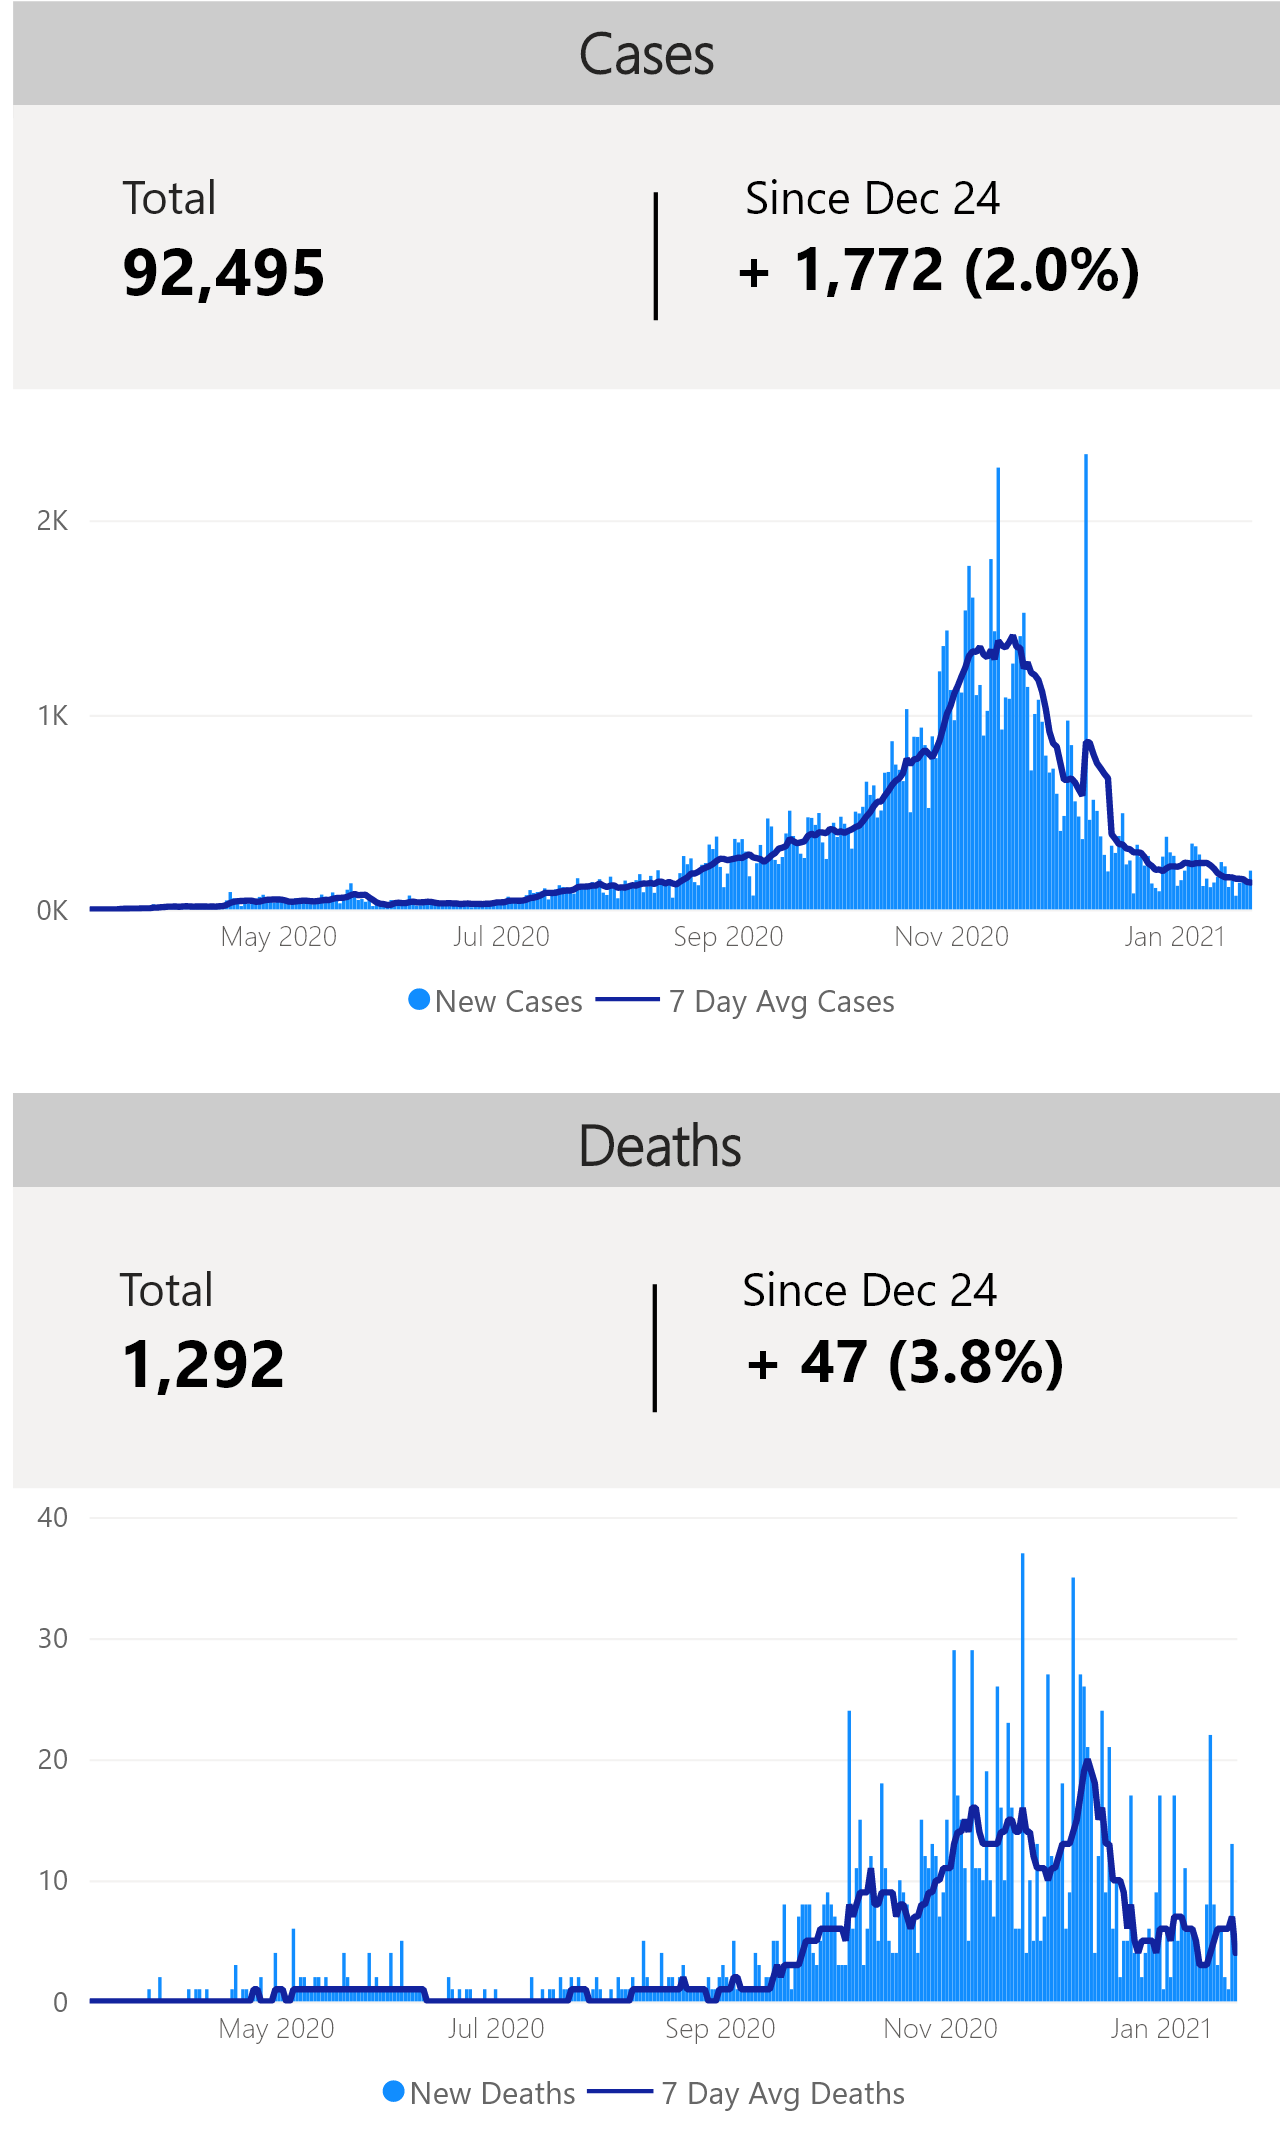 Cases
Total
Since Dec 24
92,495
+ 1,772 (2.0%)
2K
1K
0K
May 2020
Jul 2020
Sep 2020
Nov 2020
Jan 2021
New Cases
7 Day Avg Cases
Deaths
Total
Since Dec 24
1,292
+ 47 (3.8%)
40
30
20
10
0
May 2020
Jul 2020
Sep 2020
Nov 2020
Jan 2021
New Deaths
7 Day Avg Deaths